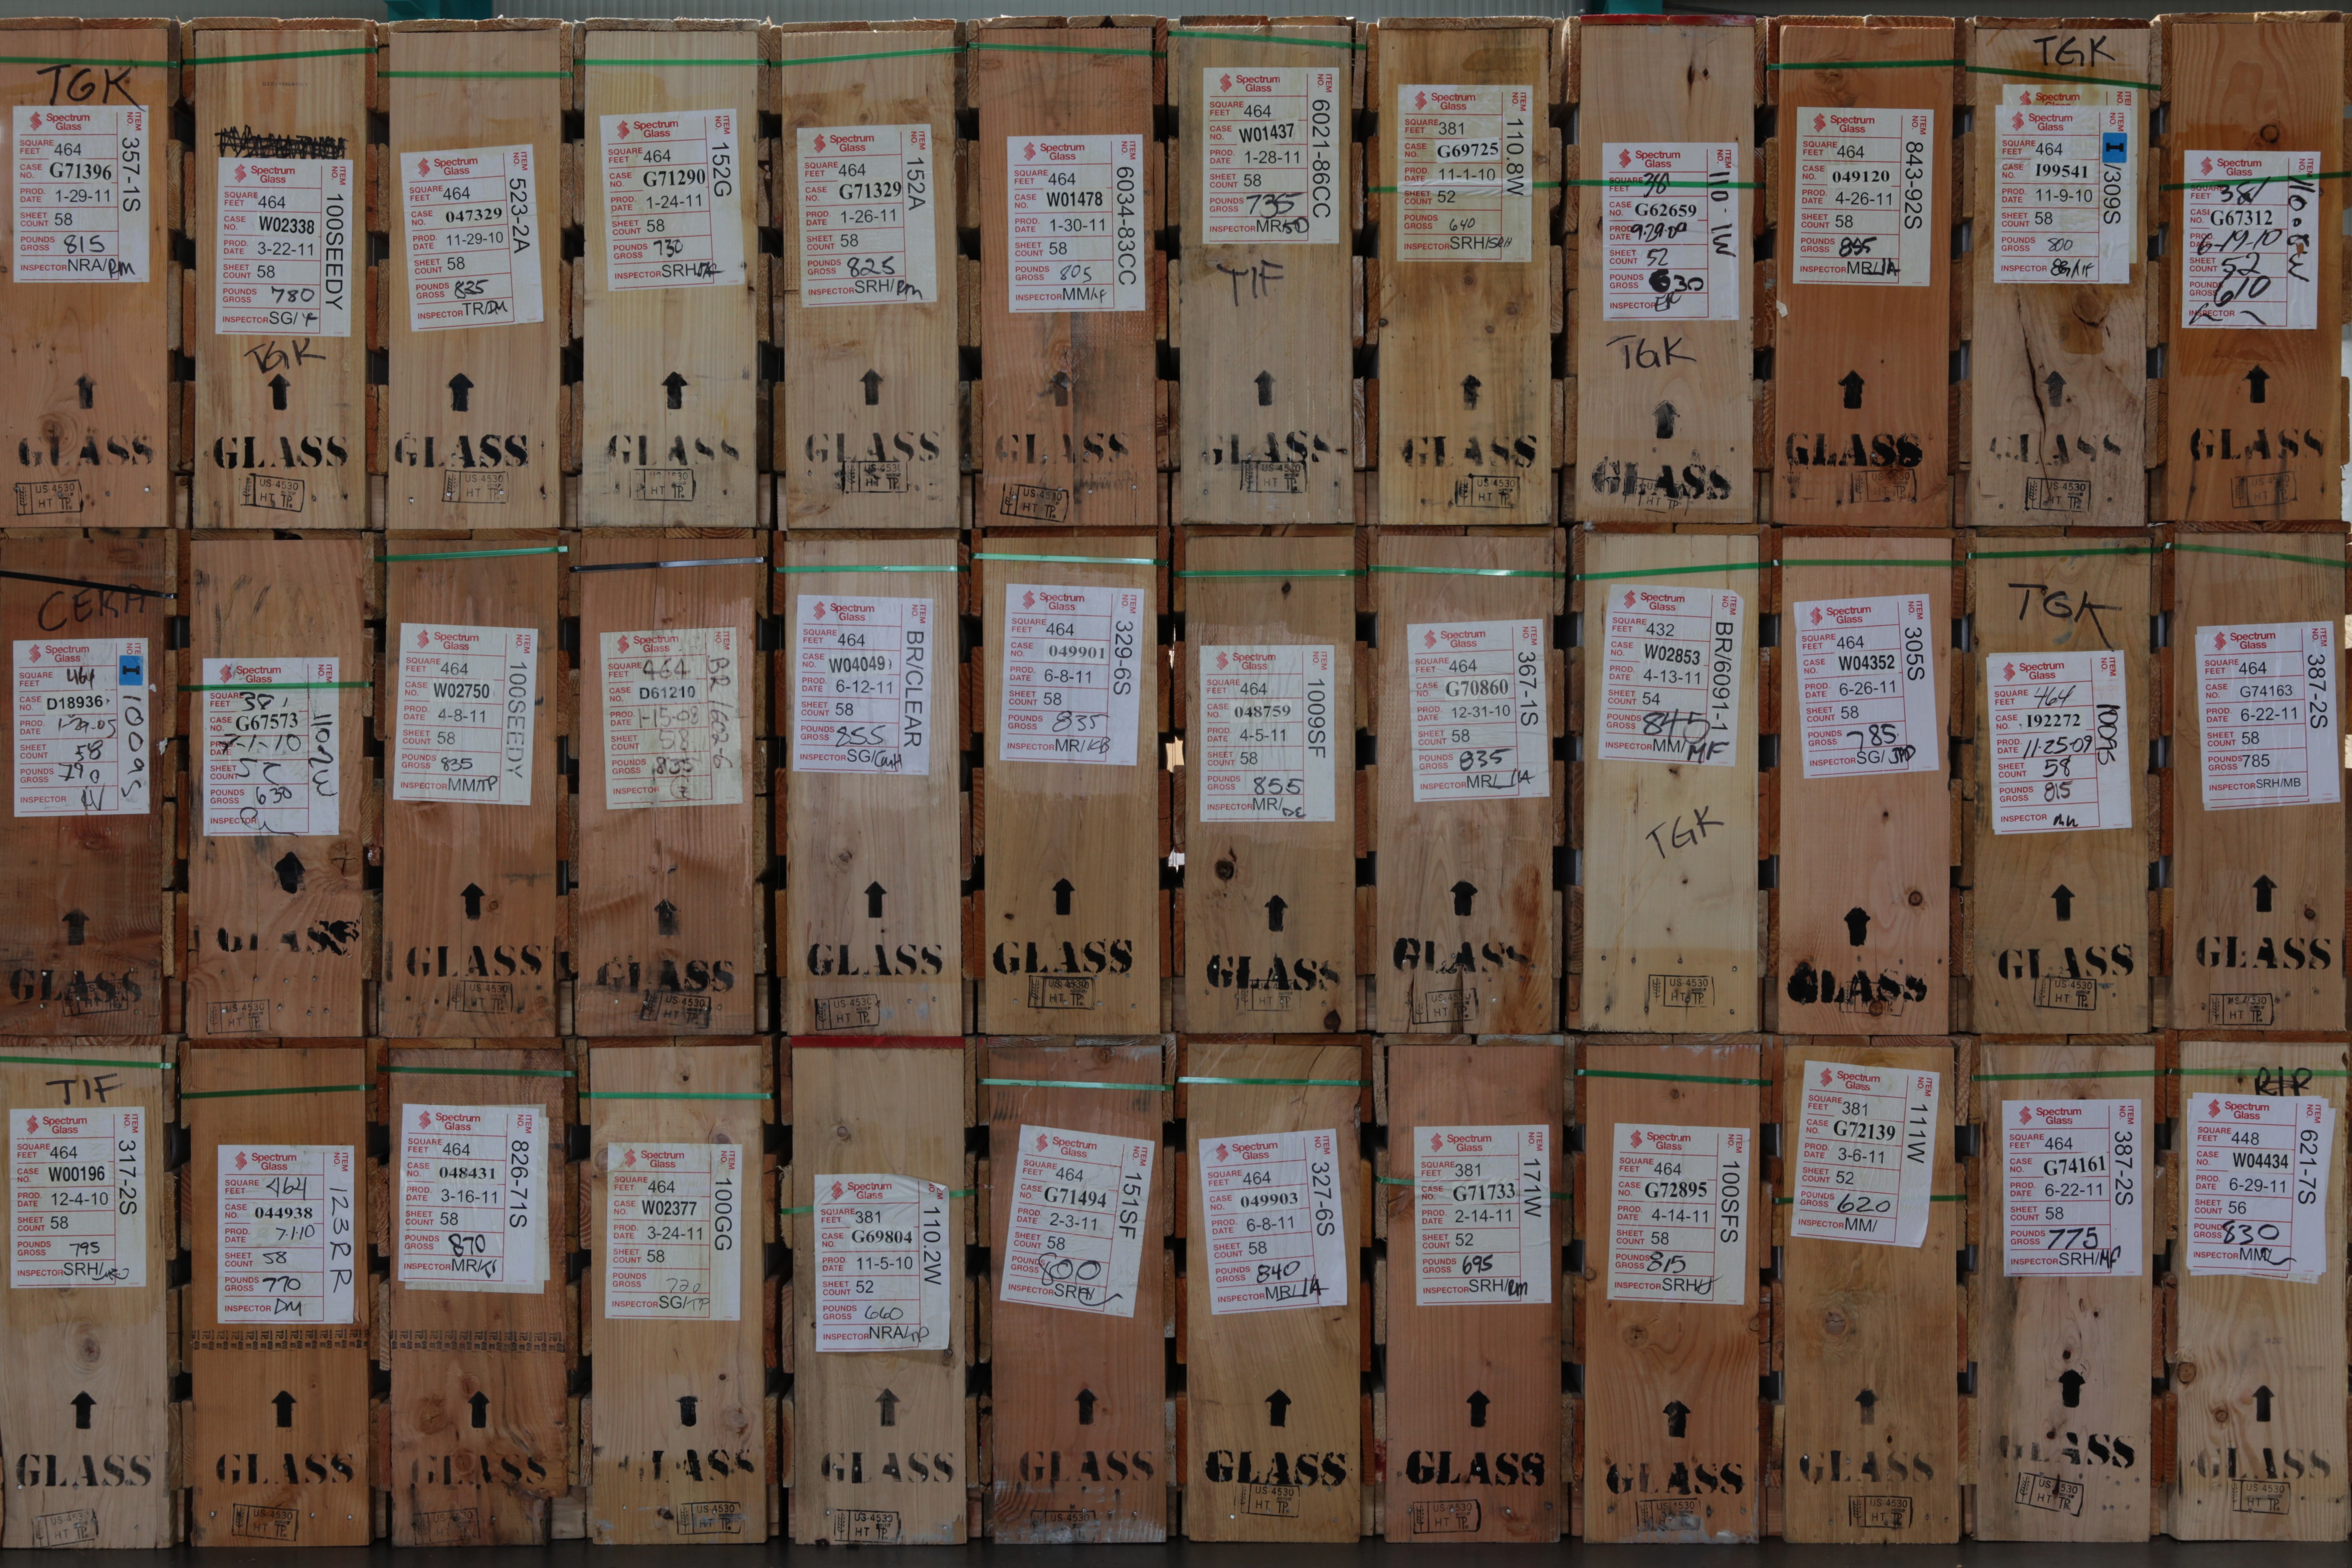 TGK
Spectrum Glass
ITEM NO. 357-1S
SQUARE FEET 464
CASE NO. G71396
PROD. DATE 1-29-11
SHEET COUNT 58
POUNDS GROSS 815
INSPECTOR NRA/RM
GLASS
US-4530
HT TP
Spectrum Glass
ITEM NO. 100SEEDY
SQUARE FEET 464
CASE NO. W02338
PROD. DATE 3-22-11
SHEET COUNT 58
POUNDS GROSS 780
INSPECTOR SG/
TGK
GLASS
US-4530
HT TP
Spectrum Glass
ITEM NO. 523-2A
SQUARE FEET 464
CASE NO. 047329
PROD. DATE 11-29-10
SHEET COUNT 58
POUNDS GROSS 835
INSPECTOR TR/DM
GLASS
US-4530
HT TP
Spectrum Glass
ITEM NO. 152G
SQUARE FEET 464
CASE NO. G71290
PROD. DATE 1-24-11
SHEET COUNT 58
POUNDS GROSS 730
INSPECTOR SRH/
GLASS
US-4530
HT TP
Spectrum Glass
ITEM NO. 152A
SQUARE FEET 464
CASE NO. G71329
PROD. DATE 1-26-11
SHEET COUNT 58
POUNDS GROSS 825
INSPECTOR SRH/RM
GLASS
US-4530
HT TP
Spectrum Glass
ITEM NO. 6034-83CC
SQUARE FEET 464
CASE NO. W01478
PROD. DATE 1-30-11
SHEET COUNT 58
POUNDS GROSS 805
INSPECTOR MM/
GLASS
US-4530
HT TP
Spectrum Glass
ITEM NO. 6021-86CC
SQUARE FEET 464
CASE NO. W01437
PROD. DATE 1-28-11
SHEET COUNT 58
POUNDS GROSS 735
INSPECTOR MR/
TIF
GLASS
US-4530
HT TP
Spectrum Glass
ITEM NO. 110.8W
SQUARE FEET 381
CASE NO. G69725
PROD. DATE 11-1-10
SHEET COUNT 52
POUNDS GROSS 640
INSPECTOR SRH/SRH
GLASS
US-4530
HT TP
Spectrum Glass
ITEM NO. 110-1W
SQUARE FEET
CASE NO. G62659
PROD. DATE 9-29-09
SHEET COUNT 52
POUNDS GROSS 630
INSPECTOR
TGK
GLASS
HT TP
Spectrum Glass
ITEM NO. 843-92S
SQUARE FEET 464
CASE NO. 049120
PROD. DATE 4-26-11
SHEET COUNT 58
POUNDS GROSS 855
INSPECTOR MR/IA
GLASS
US-4530
HT TP
TGK
Spectrum Glass
ITEM NO. I/309S
SQUARE FEET 464
CASE NO. I99541
PROD. DATE 11-9-10
SHEET COUNT 58
POUNDS GROSS 800
INSPECTOR
GLASS
US-4530
HT TP
Spectrum Glass
110.8W
SQUARE FEET 381
CASE NO. G67312
PROD. DATE 6-19-10
SHEET COUNT 52
POUNDS GROSS 610
INSPECTOR
GLASS
US-4530
HT TP
CERA
Spectrum Glass
ITEM NO. I 1009S
SQUARE FEET 464
CASE NO. D18936
PROD. DATE 1-29-05
SHEET COUNT 58
POUNDS GROSS 790
INSPECTOR
GLASS
Spectrum Glass
ITEM NO. 110.2W
SQUARE FEET 381
CASE NO. G67573
PROD. DATE 7-1-10
SHEET COUNT 52
POUNDS GROSS 630
INSPECTOR
GLASS
US-4530
HT TP
Spectrum Glass
ITEM NO. 100SEEDY
SQUARE FEET 464
CASE NO. W02750
PROD. DATE 4-8-11
SHEET COUNT 58
POUNDS GROSS 835
INSPECTOR MM/TP
GLASS
US-4530
HT TP
Spectrum Glass
ITEM NO. BR/602-6
SQUARE FEET 464
CASE NO. D61210
PROD. DATE 1-15-08
SHEET COUNT 58
POUNDS GROSS 835
INSPECTOR
GLASS
US-4530
HT TP
Spectrum Glass
ITEM NO. BR/CLEAR
SQUARE FEET 464
CASE NO. W04049
PROD. DATE 6-12-11
SHEET COUNT 58
POUNDS GROSS 855
INSPECTOR SG/
GLASS
US-4530
HT TP
Spectrum Glass
ITEM NO. 329-6S
SQUARE FEET 464
CASE NO. 049901
PROD. DATE 6-8-11
SHEET COUNT 58
POUNDS GROSS 835
INSPECTOR MR/KB
GLASS
US-4530
HT TP
Spectrum Glass
ITEM NO. 1009SF
SQUARE FEET 464
CASE NO. 048759
PROD. DATE 4-5-11
SHEET COUNT 58
POUNDS GROSS 855
INSPECTOR MR/DE
GLASS
US-4530
HT TP
Spectrum Glass
ITEM NO. 367-1S
SQUARE FEET 464
CASE NO. G70860
PROD. DATE 12-31-10
SHEET COUNT 58
POUNDS GROSS 835
INSPECTOR MR/IA
GLASS
US-4530
HT TP
Spectrum Glass
ITEM NO. BR/6091-1
SQUARE FEET 432
CASE NO. W02853
PROD. DATE 4-13-11
SHEET COUNT 54
POUNDS GROSS 845
INSPECTOR MM/MF
TGK
US-4530
HT TP
Spectrum Glass
ITEM NO. 305S
SQUARE FEET 464
CASE NO. W04352
PROD. DATE 6-26-11
SHEET COUNT 58
POUNDS GROSS 785
INSPECTOR SG/
GLASS
TGK
Spectrum Glass
ITEM NO. 1009S
SQUARE FEET 464
CASE NO. I92272
PROD. DATE 11-25-09
SHEET COUNT 58
POUNDS GROSS 815
INSPECTOR
GLASS
US-4530
HT TP
Spectrum Glass
ITEM NO. 387-2S
SQUARE FEET 464
CASE NO. G74163
PROD. DATE 6-22-11
SHEET COUNT 58
POUNDS GROSS 785
INSPECTOR SRH/MB
GLASS
US-4530
HT TP
TIF
Spectrum Glass
ITEM NO. 317-2S
SQUARE FEET 464
CASE NO. W00196
PROD. DATE 12-4-10
SHEET COUNT 58
POUNDS GROSS 795
INSPECTOR SRH/
GLASS
US-4530
HT TP
Spectrum Glass
ITEM NO. 123RR
SQUARE FEET 464
CASE NO. 044938
PROD. DATE 7-1-10
SHEET COUNT 58
POUNDS GROSS 770
INSPECTOR DM
GLASS
US-4530
HT TP
Spectrum Glass
ITEM NO. 826-71S
SQUARE FEET 464
CASE NO. 048431
PROD. DATE 3-16-11
SHEET COUNT 58
POUNDS GROSS 870
INSPECTOR MR/
GLASS
US-4530
Spectrum Glass
ITEM NO. 100GG
SQUARE FEET 464
CASE NO. W02377
PROD. DATE 3-24-11
SHEET COUNT 58
POUNDS GROSS 720
INSPECTOR SG/TP
GLASS
US-4530
HT TP
Spectrum Glass
ITEM NO. 110.2W
SQUARE FEET 381
CASE NO. G69804
PROD. DATE 11-5-10
SHEET COUNT 52
POUNDS GROSS 660
INSPECTOR NRA/TP
GLASS
US-4530
HT TP
Spectrum Glass
ITEM NO. 151SF
SQUARE FEET 464
CASE NO. G71494
PROD. DATE 2-3-11
SHEET COUNT 58
POUNDS GROSS 800
INSPECTOR SRH/
GLASS
US-4530
Spectrum Glass
ITEM NO. 327-6S
SQUARE FEET 464
CASE NO. 049903
PROD. DATE 6-8-11
SHEET COUNT 58
POUNDS GROSS 840
INSPECTOR MR/IA
GLASS
US-4530
HT TP
Spectrum Glass
ITEM NO. 171W
SQUARE FEET 381
CASE NO. G71733
PROD. DATE 2-14-11
SHEET COUNT 52
POUNDS GROSS 695
INSPECTOR SRH/RM
GLASS
US-4530
HT TP
Spectrum Glass
ITEM NO. 100SFS
SQUARE FEET 464
CASE NO. G72895
PROD. DATE 4-14-11
SHEET COUNT 58
POUNDS GROSS 815
INSPECTOR SRH/
GLASS
US-4530
HT TP
Spectrum Glass
ITEM NO. 111W
SQUARE FEET 381
CASE NO. G72139
PROD. DATE 3-6-11
SHEET COUNT 52
POUNDS GROSS 620
INSPECTOR MM/
GLASS
US-4530
HT TP
Spectrum Glass
ITEM NO. 387-2S
SQUARE FEET 464
CASE NO. G74161
PROD. DATE 6-22-11
SHEET COUNT 58
POUNDS GROSS 775
INSPECTOR SRH/MF
GLASS
US-4530
HT TP
RIR
Spectrum Glass
ITEM NO. 621-7S
SQUARE FEET 448
CASE NO. W04434
PROD. DATE 6-29-11
SHEET COUNT 56
POUNDS GROSS 830
INSPECTOR MM/
GLASS
US-4530
HT TP